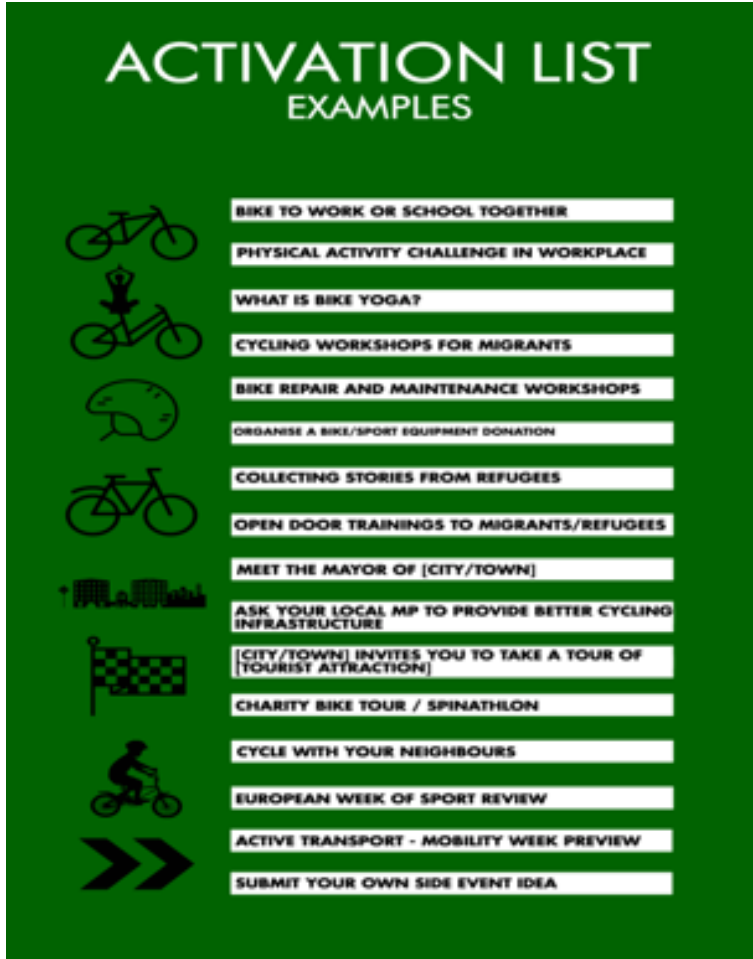 ACTIVATION LIST
EXAMPLES
BIKE TO WORK OR SCHOOL TOGETHER
PHYSICAL ACTIVITY CHALLENGE IN WORKPLACE
WHAT IS BIKE YOGA?
CYCLING WORKSHOPS FOR MIGRANTS
BIKE REPAIR AND MAINTENANCE WORKSHOPS
ORGANISE A BIKE/SPORT EQUIPMENT DONATION
COLLECTING STORIES FROM REFUGEES
OPEN DOOR TRAININGS TO MIGRANTS/REFUGEES
MEET THE MAYOR OF [CITY/TOWN]
ASK YOUR LOCAL MP TO PROVIDE BETTER CYCLING
INFRASTRUCTURE
[CITY/TOWN] INVITES YOU TO TAKE A TOUR OF
[TOURIST ATTRACTION]
CHARITY BIKE TOUR / SPINATHLON
CYCLE WITH YOUR NEIGHBOURS
EUROPEAN WEEK OF SPORT REVIEW
ACTIVE TRANSPORT - MOBILITY WEEK PREVIEW
SUBMIT YOUR OWN SIDE EVENT IDEA